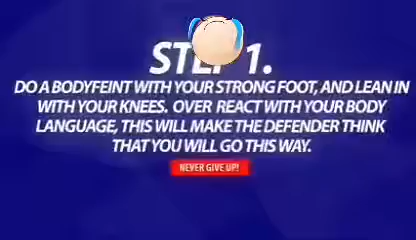 STEP 1.
DO A BODYFEINT WITH YOUR STRONG FOOT, AND LEAN IN
WITH YOUR KNEES. OVER REACT WITH YOUR BODY
LANGUAGE, THIS WILL MAKE THE DEFENDER THINK
THAT YOU WILL GO THIS WAY.
NEVER GIVE UP!